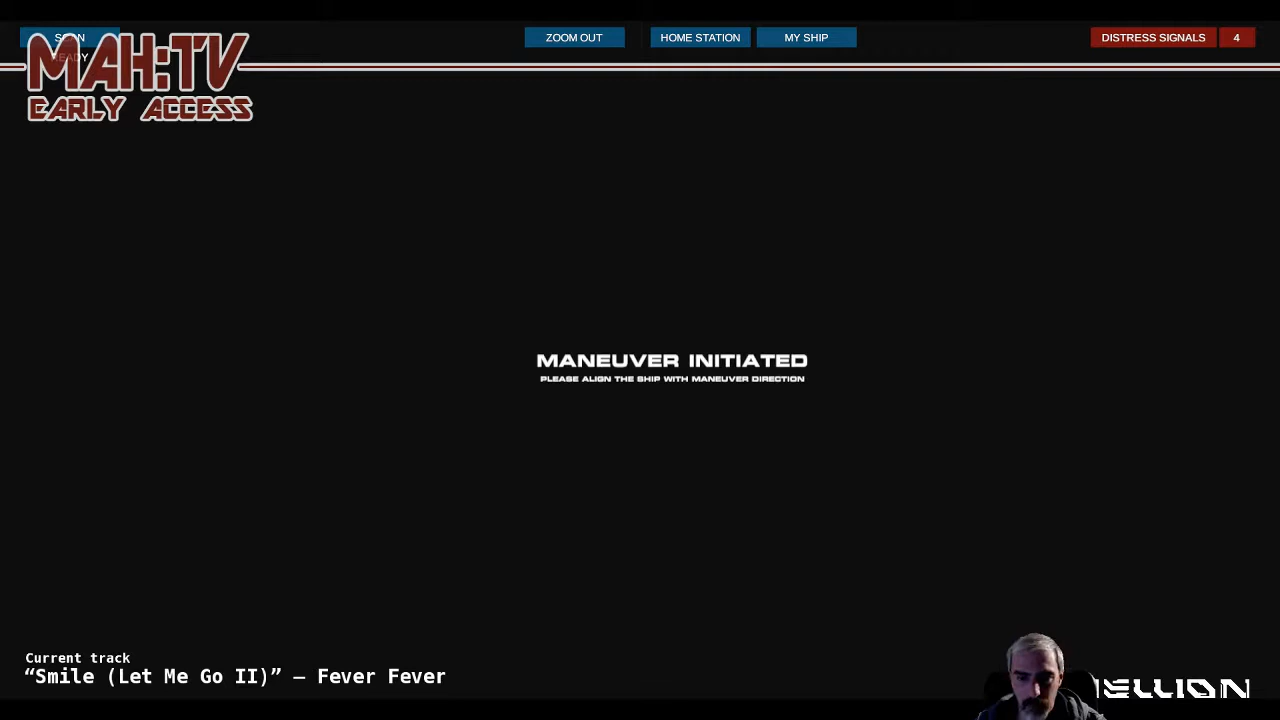 ZOOM OUT
HOME STATION
MY SHIP
DISTRESS SIGNALS
4
MAH:TV
EARLY ACCESS
MANEUVER INITIATED
PLEASE ALIGN THE SHIP WITH MANEUVER DIRECTION
Current track
“Smile (Let Me Go II)” — Fever Fever
ELLION